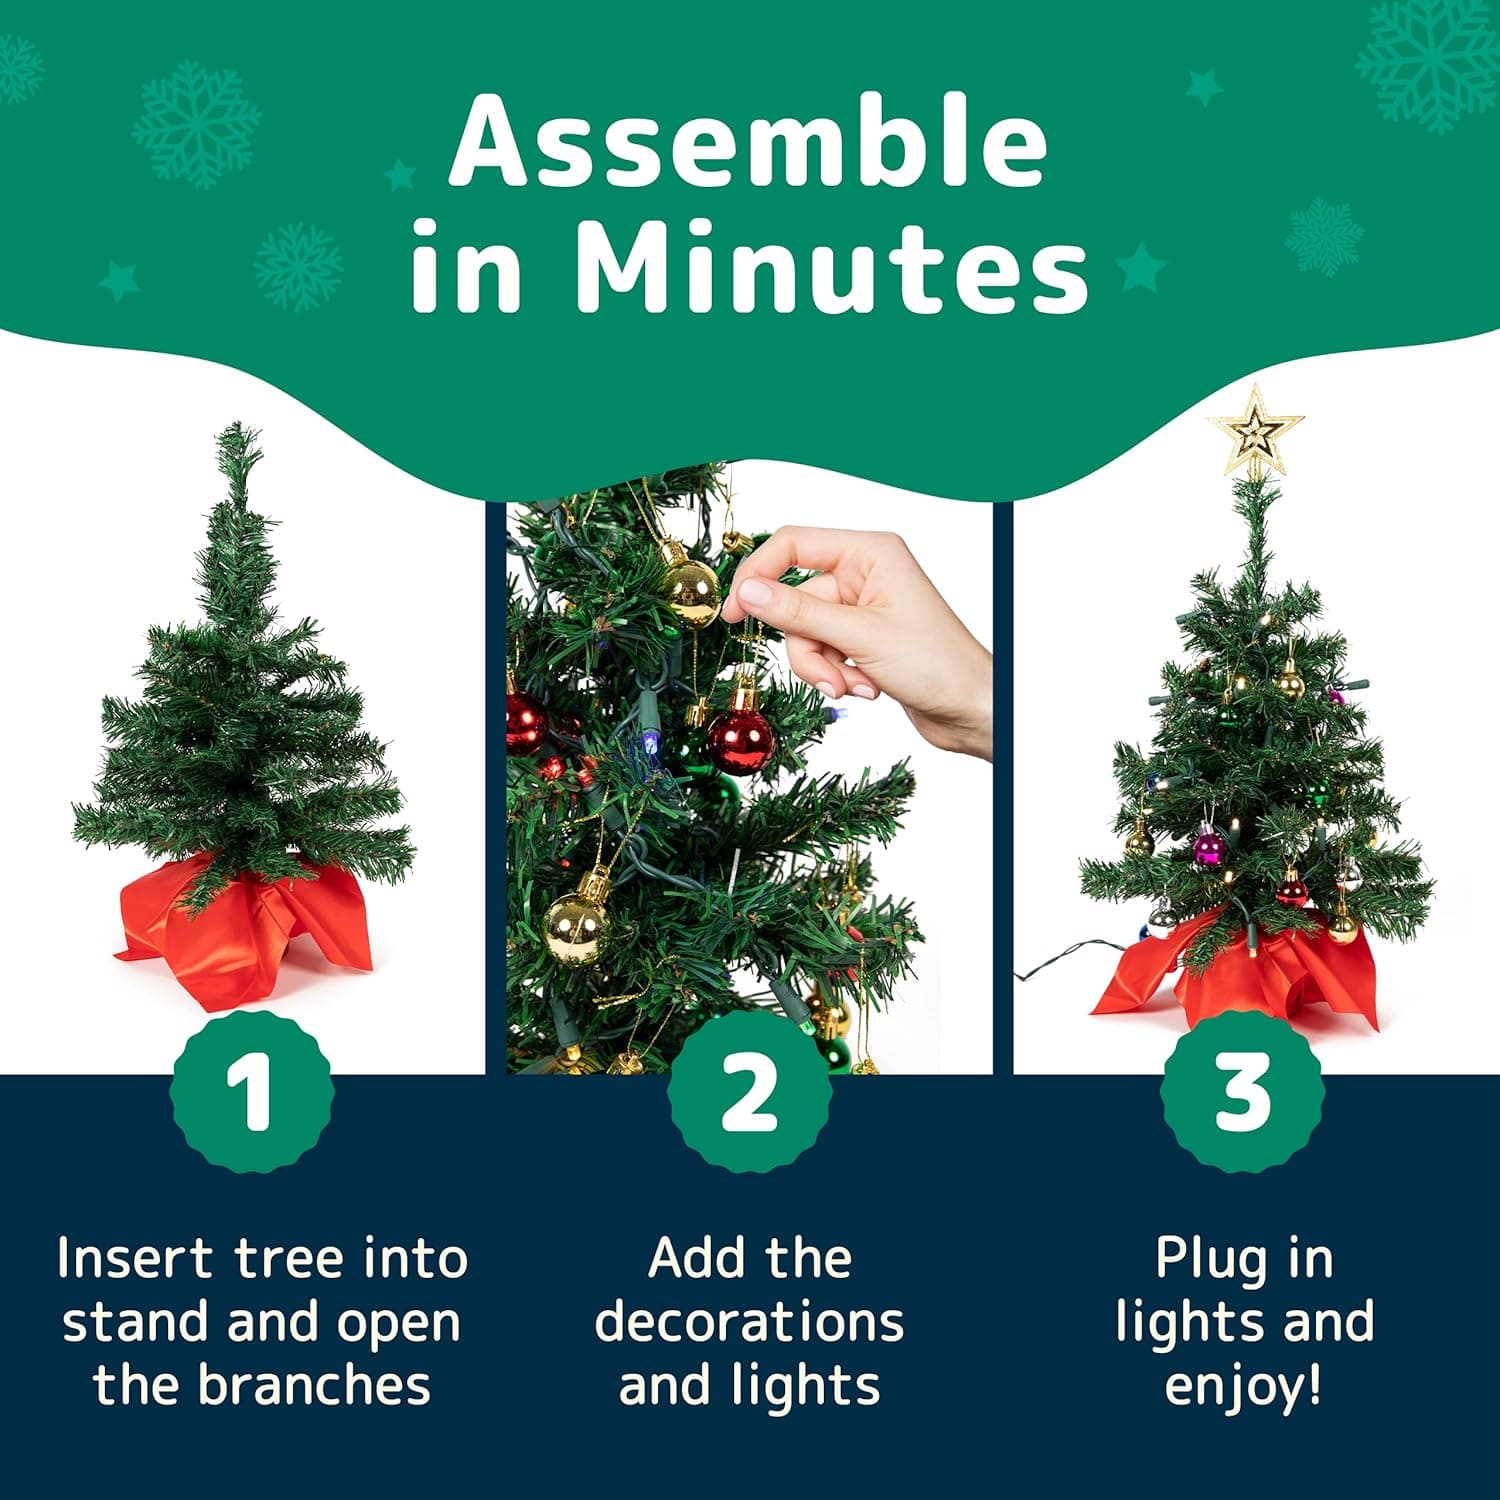 Assemble
in Minutes
1
Insert tree into
stand and open
the branches
2
Add the
decorations
and lights
3
Plug in
lights and
enjoy!